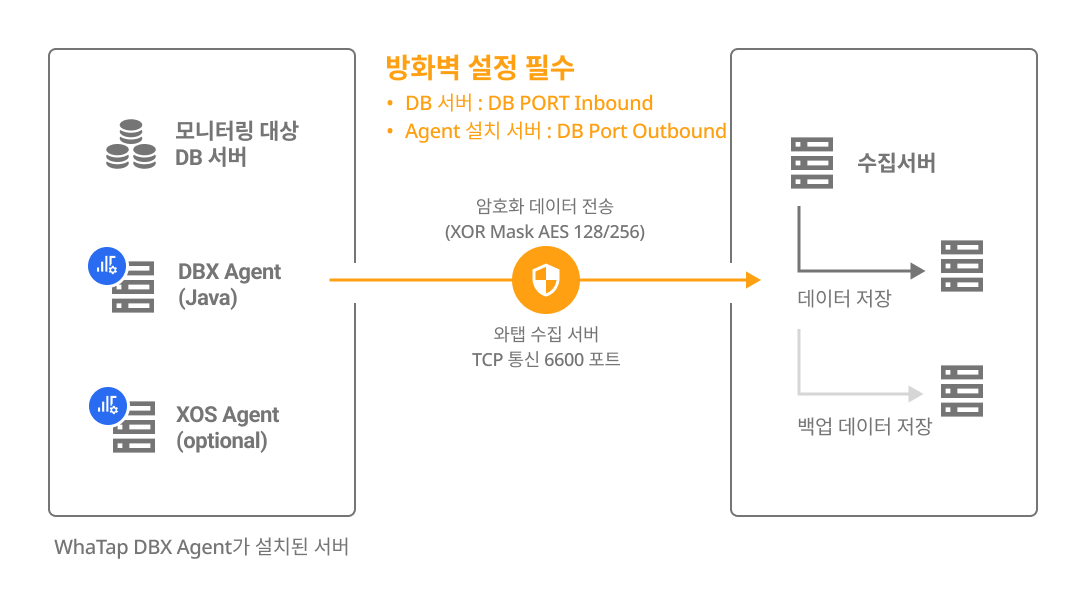 방화벽 설정 필수
• DB 서버 : DB PORT Inbound
• Agent 설치 서버 : DB Port Outbound
모니터링 대상
DB 서버
DBX Agent
(Java)
XOS Agent
(optional)
WhaTap DBX Agent가 설치된 서버
암호화 데이터 전송
(XOR Mask AES 128/256)
와탭 수집 서버
TCP 통신 6600 포트
수집서버
데이터 저장
백업 데이터 저장